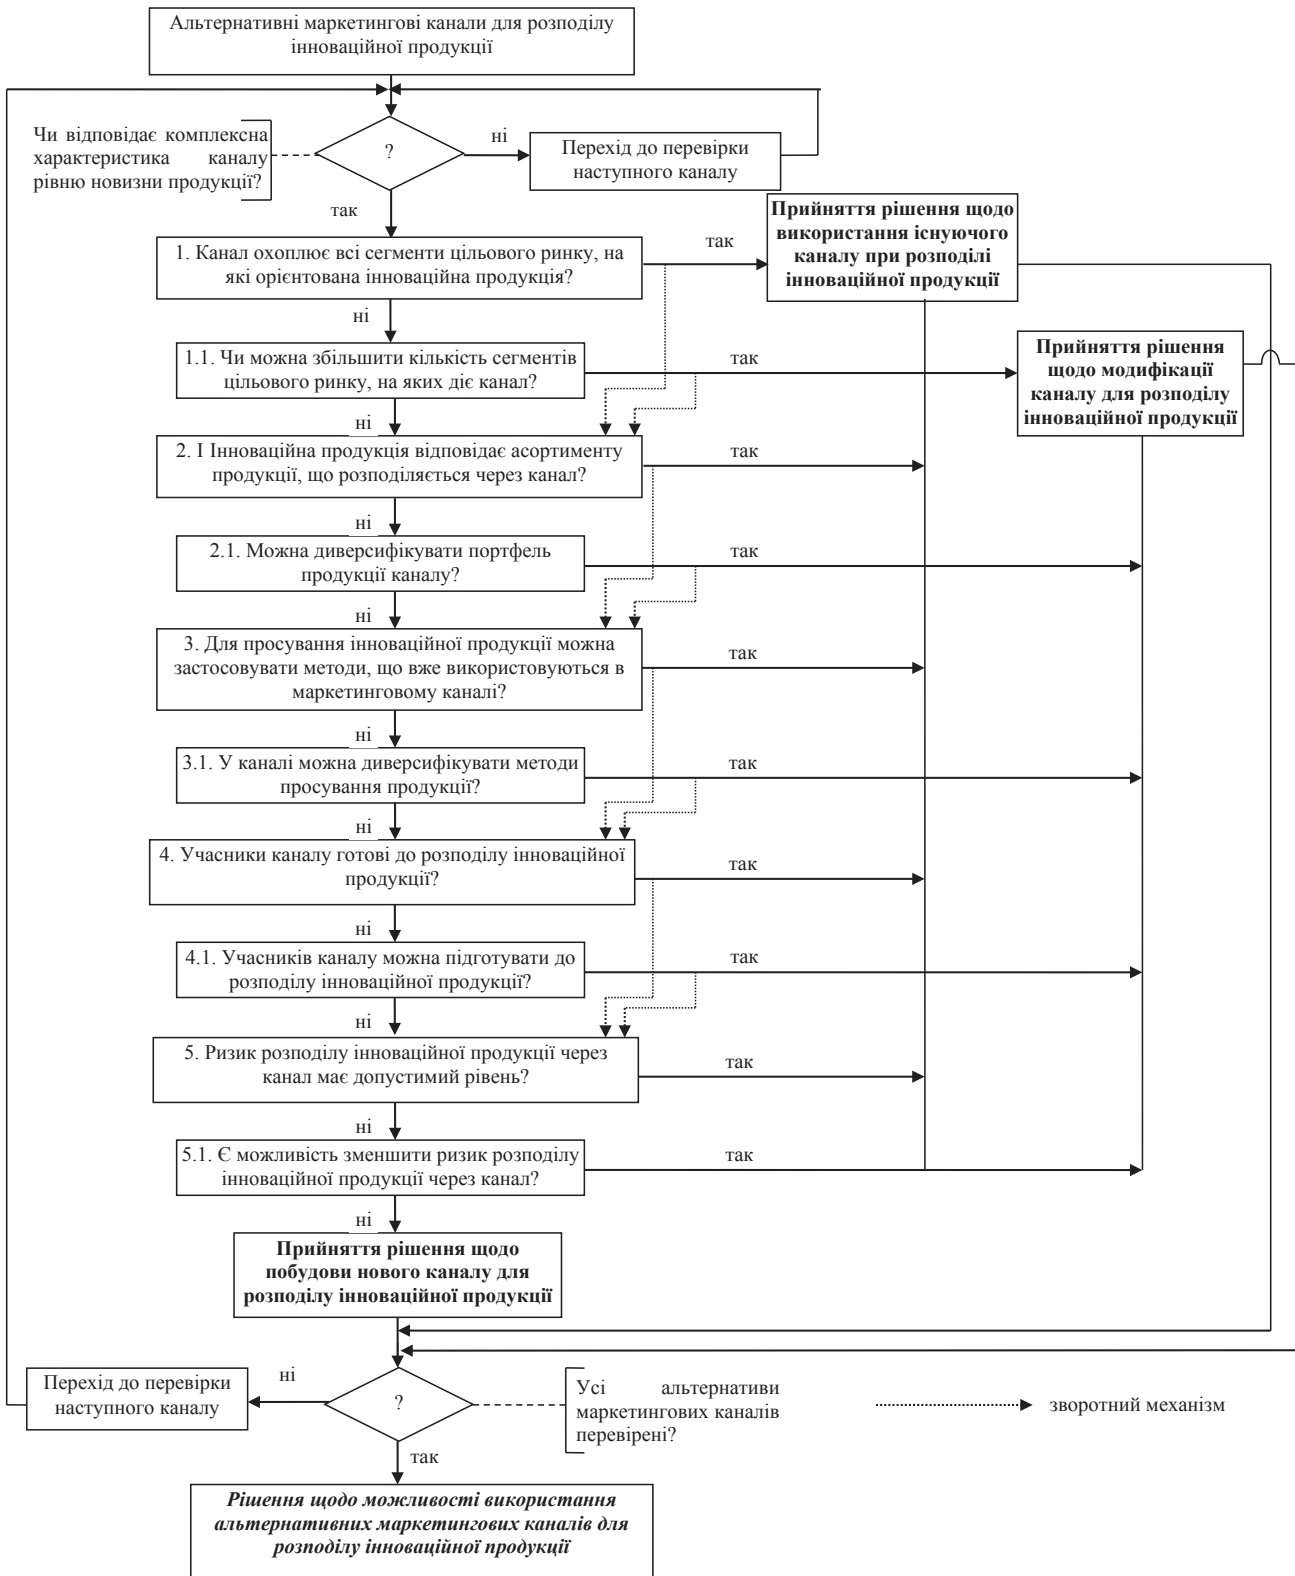 Альтернативні маркетингові канали для розподілу
інноваційної продукції
Чи відповідає комплексна
характеристика каналу
рівню новизни продукції?
?
ні
Перехід до перевірки
наступного каналу
так
Прийняття рішення щодо
використання існуючого
каналу при розподілі
інноваційної продукції
1. Канал охоплює всі сегменти цільового ринку, на
які орієнтована інноваційна продукція?
так
ні
1.1. Чи можна збільшити кількість сегментів
цільового ринку, на яких діє канал?
так
Прийняття рішення
щодо модифікації
каналу для розподілу
інноваційної продукції
ні
2. І Інноваційна продукція відповідає асортименту
продукції, що розподіляється через канал?
так
ні
2.1. Можна диверсифікувати портфель
продукції каналу?
так
ні
3. Для просування інноваційної продукції можна
застосовувати методи, що вже використовуються в
маркетинговому каналі?
так
ні
3.1. У каналі можна диверсифікувати методи
просування продукції?
так
ні
4. Учасники каналу готові до розподілу інноваційної
продукції?
так
ні
4.1. Учасників каналу можна підготувати до
розподілу інноваційної продукції?
так
ні
5. Ризик розподілу інноваційної продукції через
канал має допустимий рівень?
так
ні
5.1. Є можливість зменшити ризик розподілу
інноваційної продукції через канал?
так
ні
Прийняття рішення щодо
побудови нового каналу для
розподілу інноваційної продукції
Перехід до перевірки
наступного каналу
ні
?
Усі альтернативи
маркетингових каналів
перевірені?
зворотний механізм
так
Рішення щодо можливості використання
альтернативних маркетингових каналів для
розподілу інноваційної продукції